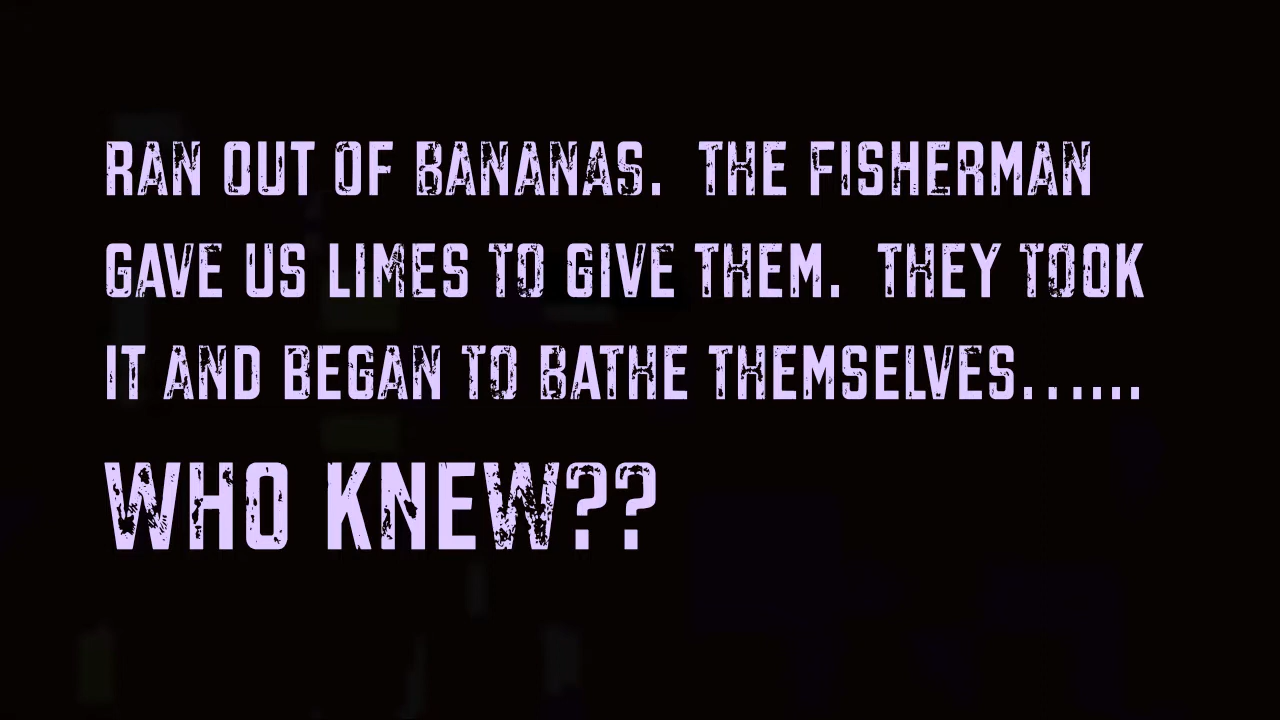 RAN OUT OF BANANAS.  THE FISHERMAN
GAVE US LIMES TO GIVE THEM.  THEY TOOK
IT AND BEGAN TO BATHE THEMSELVES......
WHO KNEW??